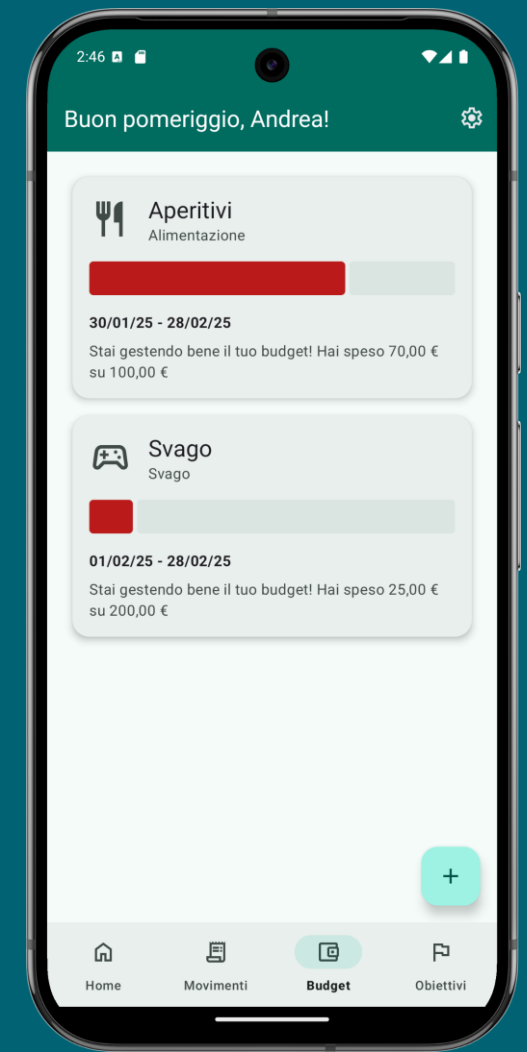 2:46
Buon pomeriggio, Andrea!
Aperitivi
Alimentazione
30/01/25 - 28/02/25
Stai gestendo bene il tuo budget! Hai speso 70,00 €
su 100,00 €
Svago
Svago
01/02/25 - 28/02/25
Stai gestendo bene il tuo budget! Hai speso 25,00 €
su 200,00 €
+
Home Movimenti Budget Obiettivi